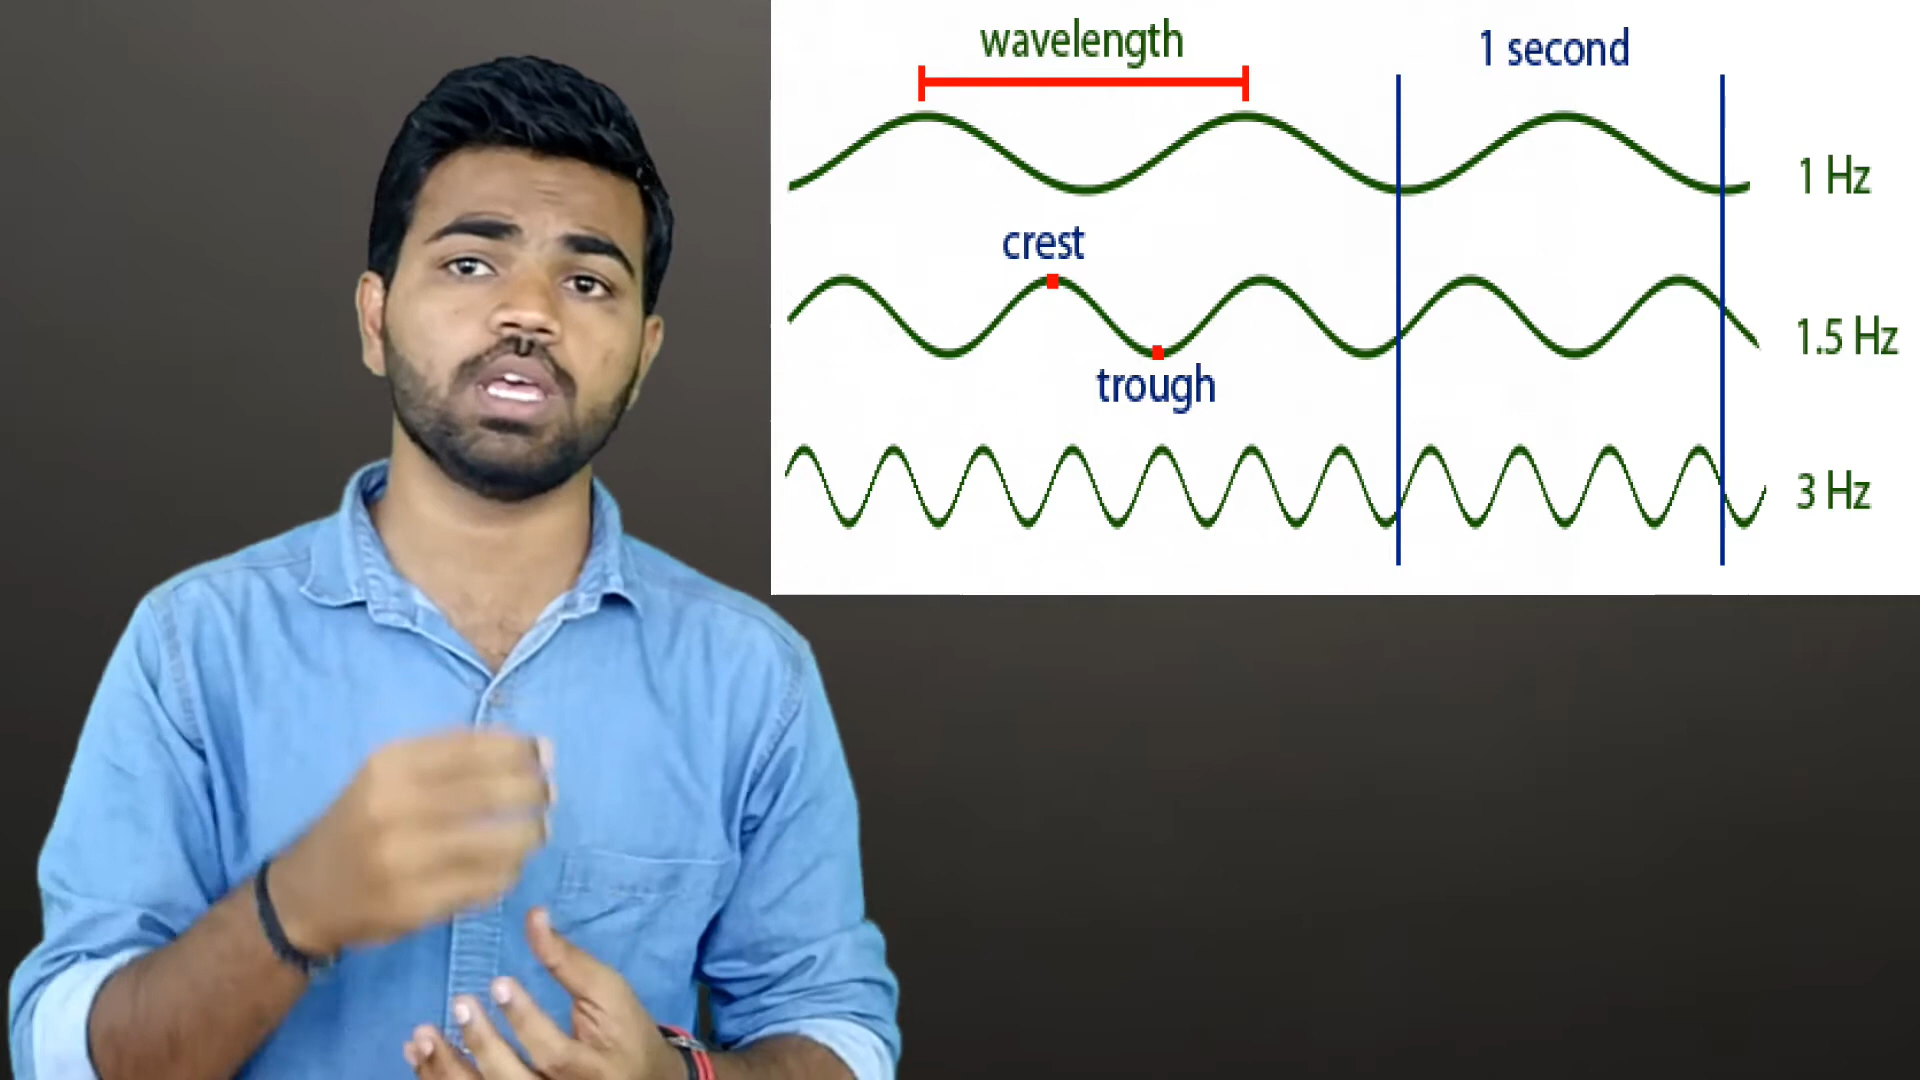 wavelength
1 second
1 Hz
crest
1.5 Hz
trough
3 Hz